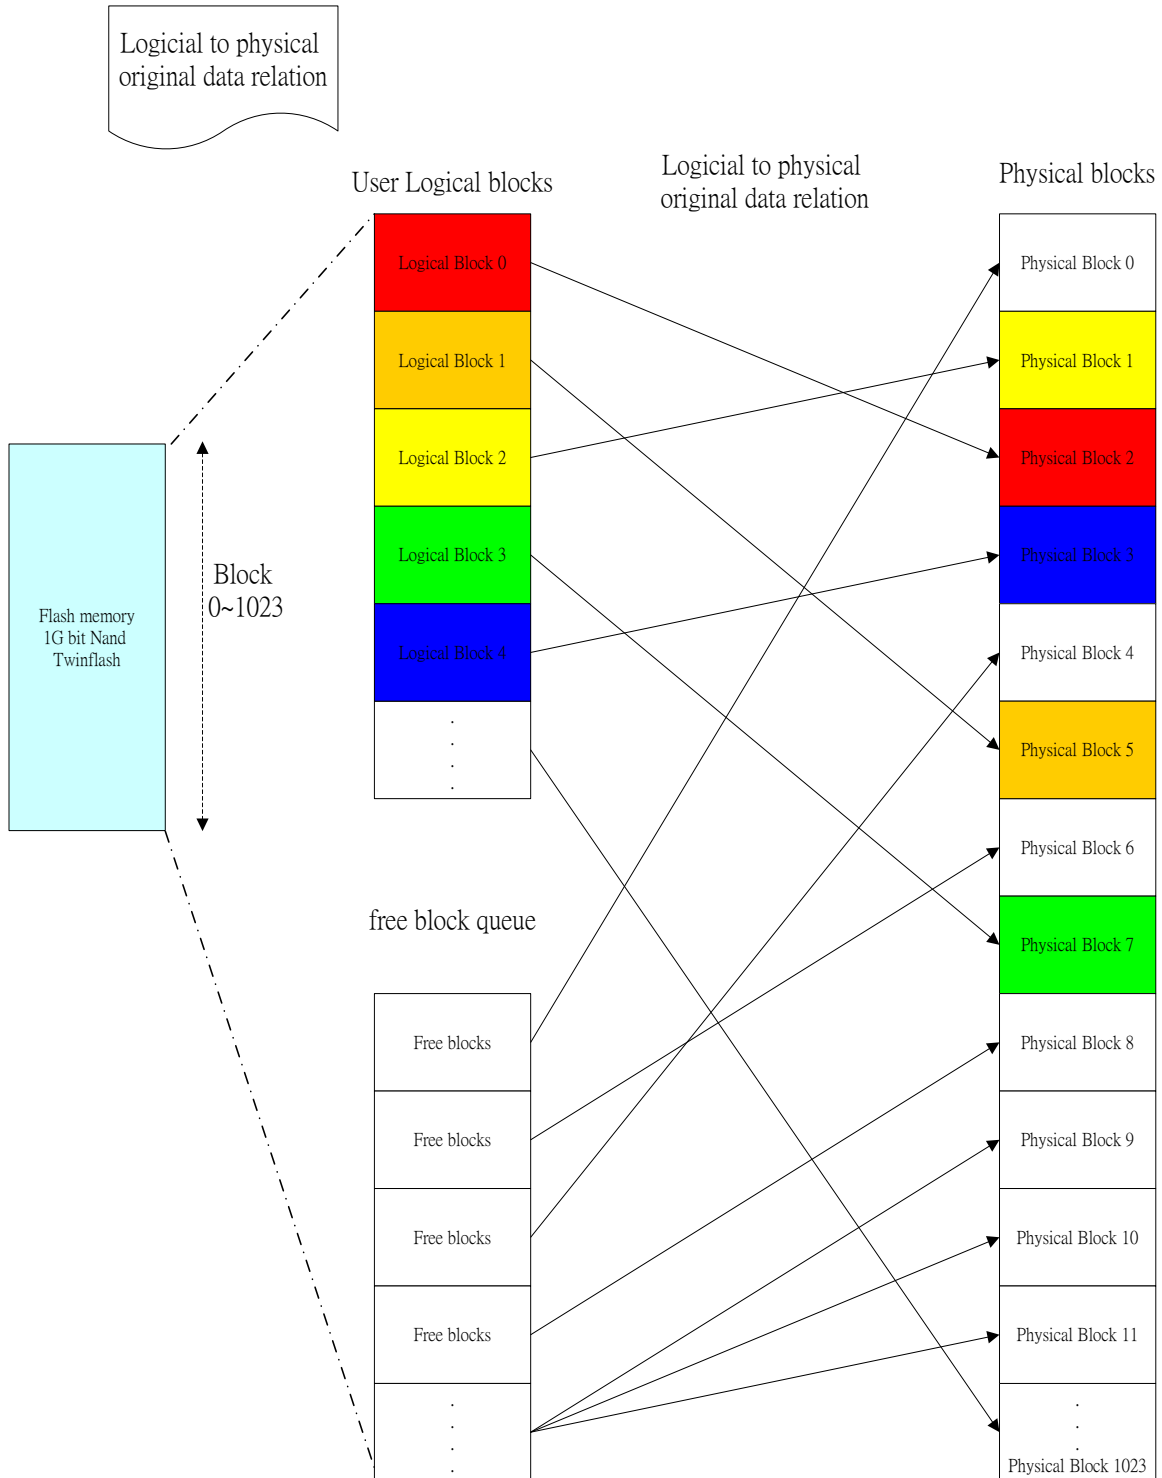 Logicial to physical
original data relation
User Logical blocks
Logicial to physical
original data relation
Physical blocks
Logical Block 0
Logical Block 1
Logical Block 2
Logical Block 3
Logical Block 4
.
.
.
.
Flash memory
1G bit Nand
Twinflash
Block
0~1023
free block queue
Free blocks
Free blocks
Free blocks
Free blocks
.
.
.
.
Physical Block 0
Physical Block 1
Physical Block 2
Physical Block 3
Physical Block 4
Physical Block 5
Physical Block 6
Physical Block 7
Physical Block 8
Physical Block 9
Physical Block 10
Physical Block 11
.
.
.
Physical Block 1023